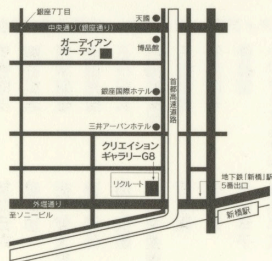 銀座7丁目
天國
中央通り(銀座通り)
ガーディアン
ガーデン
博品館
首都高速道路
銀座国際ホテル
三井アーバンホテル
クリエイション
ギャラリーG8
リクルート
地下鉄「新橋」駅
5番出口
外堀通り
至ソニービル
新橋駅